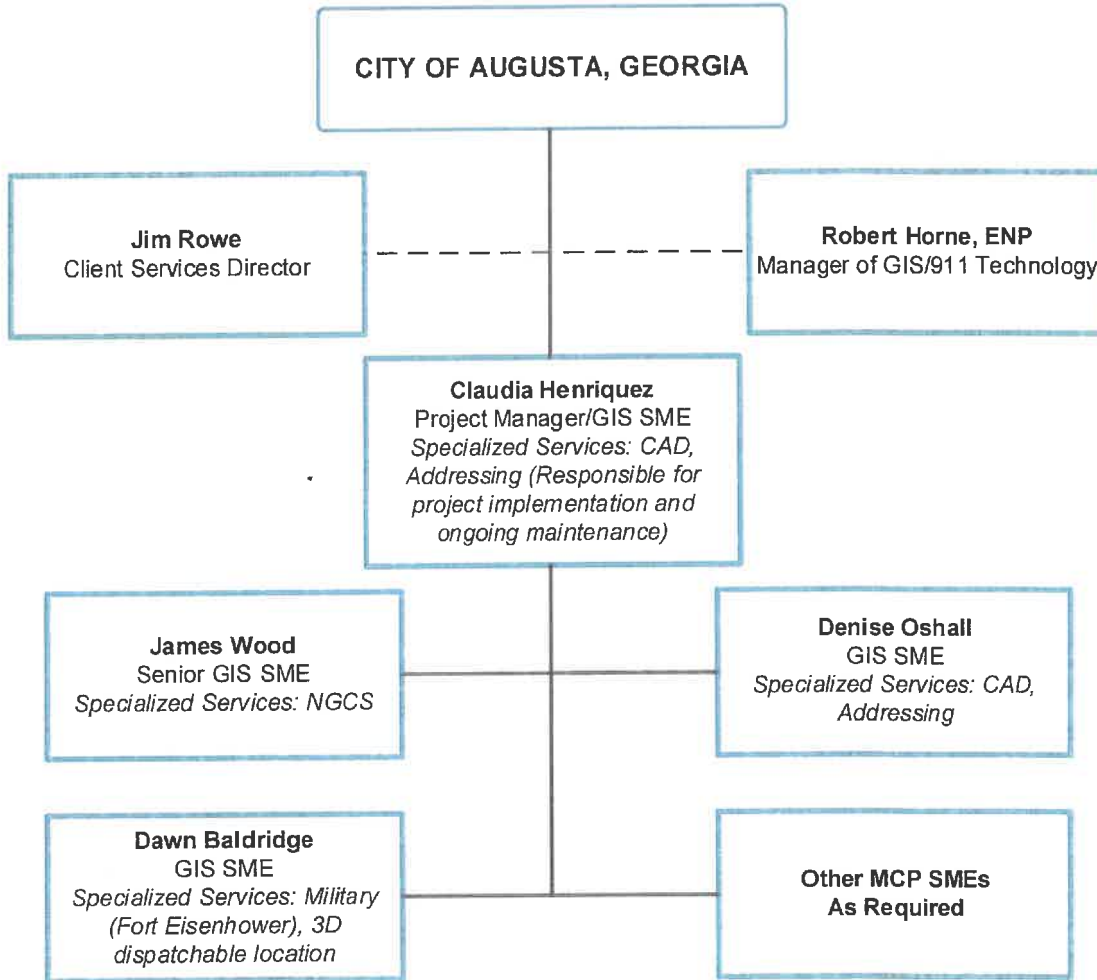 CITY OF AUGUSTA, GEORGIA
Jim Rowe
Client Services Director
Robert Horne, ENP
Manager of GIS/911 Technology
Claudia Henriquez
Project Manager/GIS SME
Specialized Services: CAD,
Addressing (Responsible for
project implementation and
ongoing maintenance)
James Wood
Senior GIS SME
Specialized Services: NGCS
Denise Oshall
GIS SME
Specialized Services: CAD,
Addressing
Dawn Baldridge
GIS SME
Specialized Services: Military
(Fort Eisenhower), 3D
dispatchable location
Other MCP SMEs
As Required